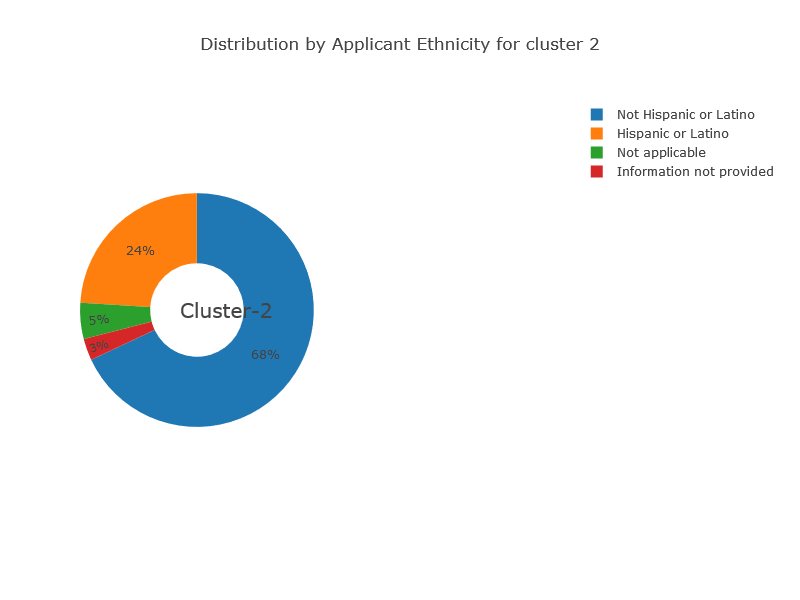 Distribution by Applicant Ethnicity for cluster 2
Not Hispanic or Latino
Hispanic or Latino
Not applicable
Information not provided
24%
Cluster-2
5%
3%
68%